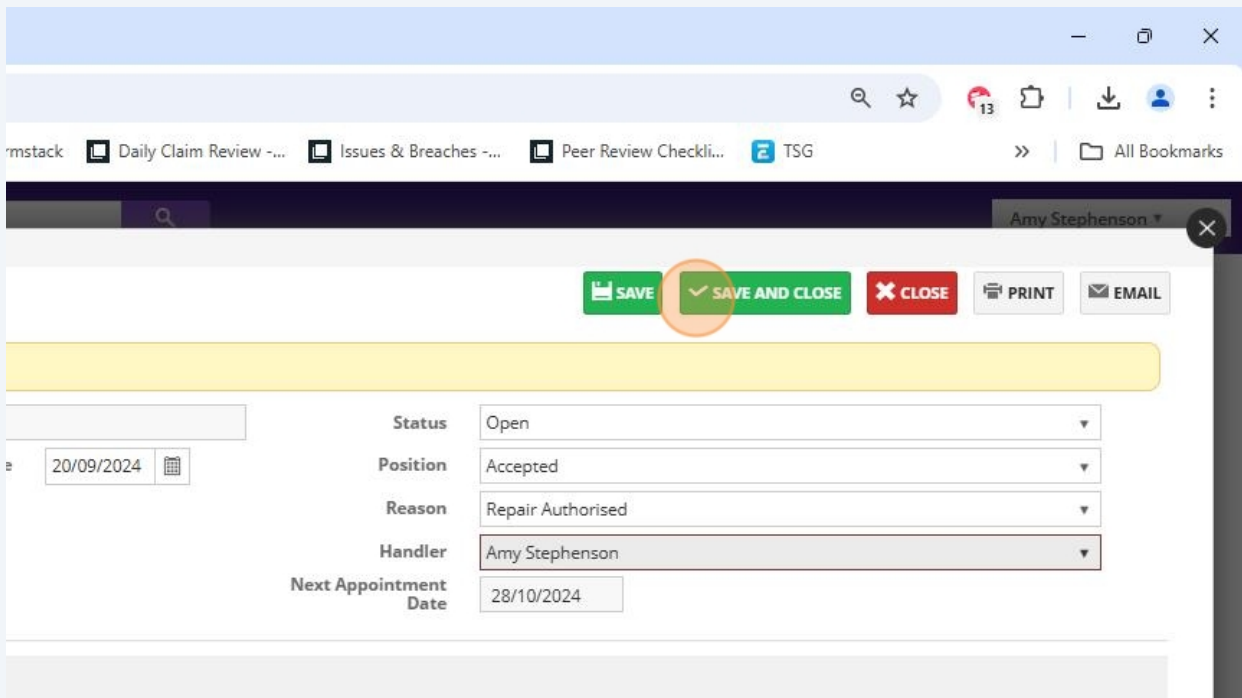 13
rmstack Daily Claim Review -... Issues & Breaches -... Peer Review Checkli... TSG » All Bookmarks
Amy Stephenson
SAVE SAVE AND CLOSE CLOSE PRINT EMAIL
Status Open
e 20/09/2024 Position Accepted
Reason Repair Authorised
Handler Amy Stephenson
Next Appointment
Date 28/10/2024